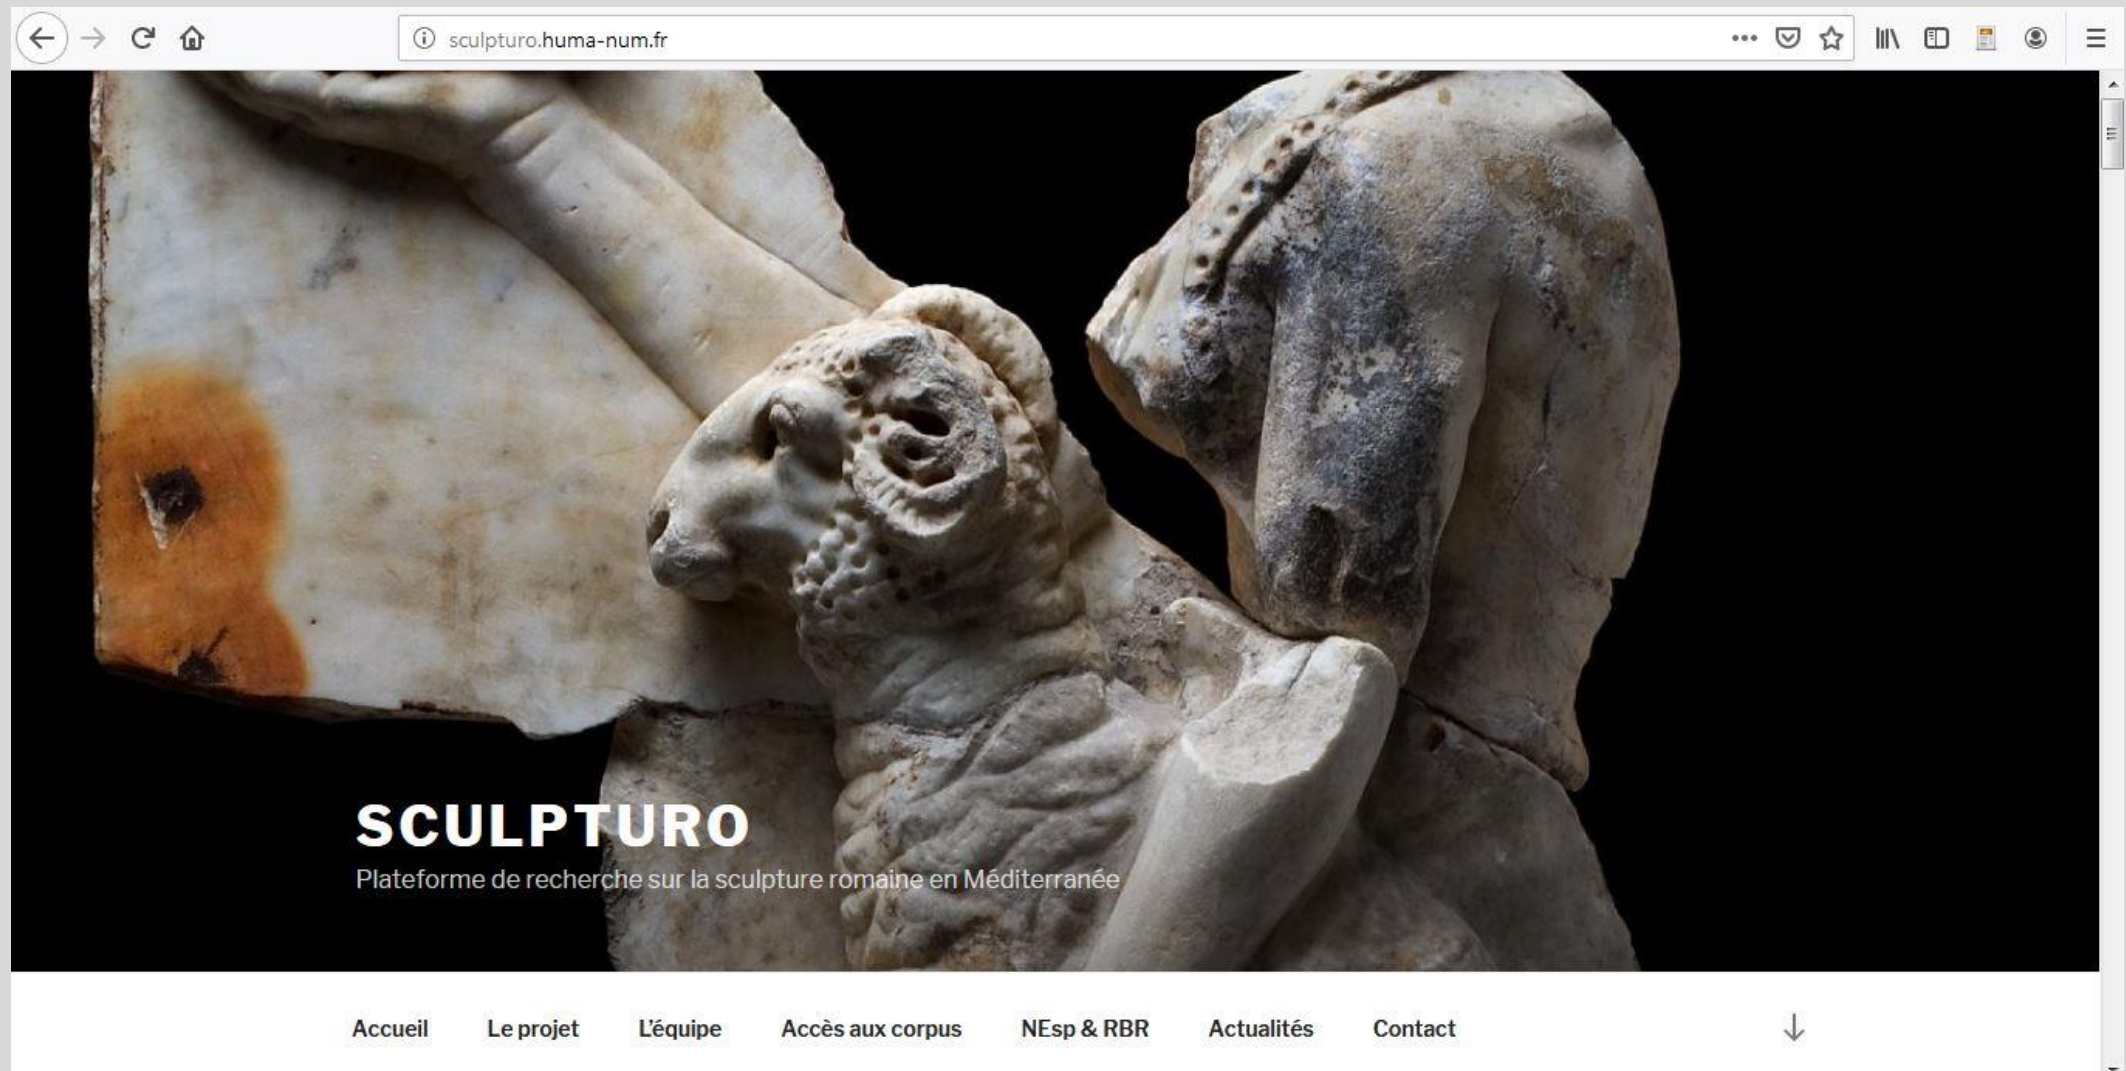 sculpturo.huma-num.fr
SCULPTURO
Plateforme de recherche sur la sculpture romaine en Méditerranée
Accueil Le projet L'équipe Accès aux corpus NEsp & RBR Actualités Contact